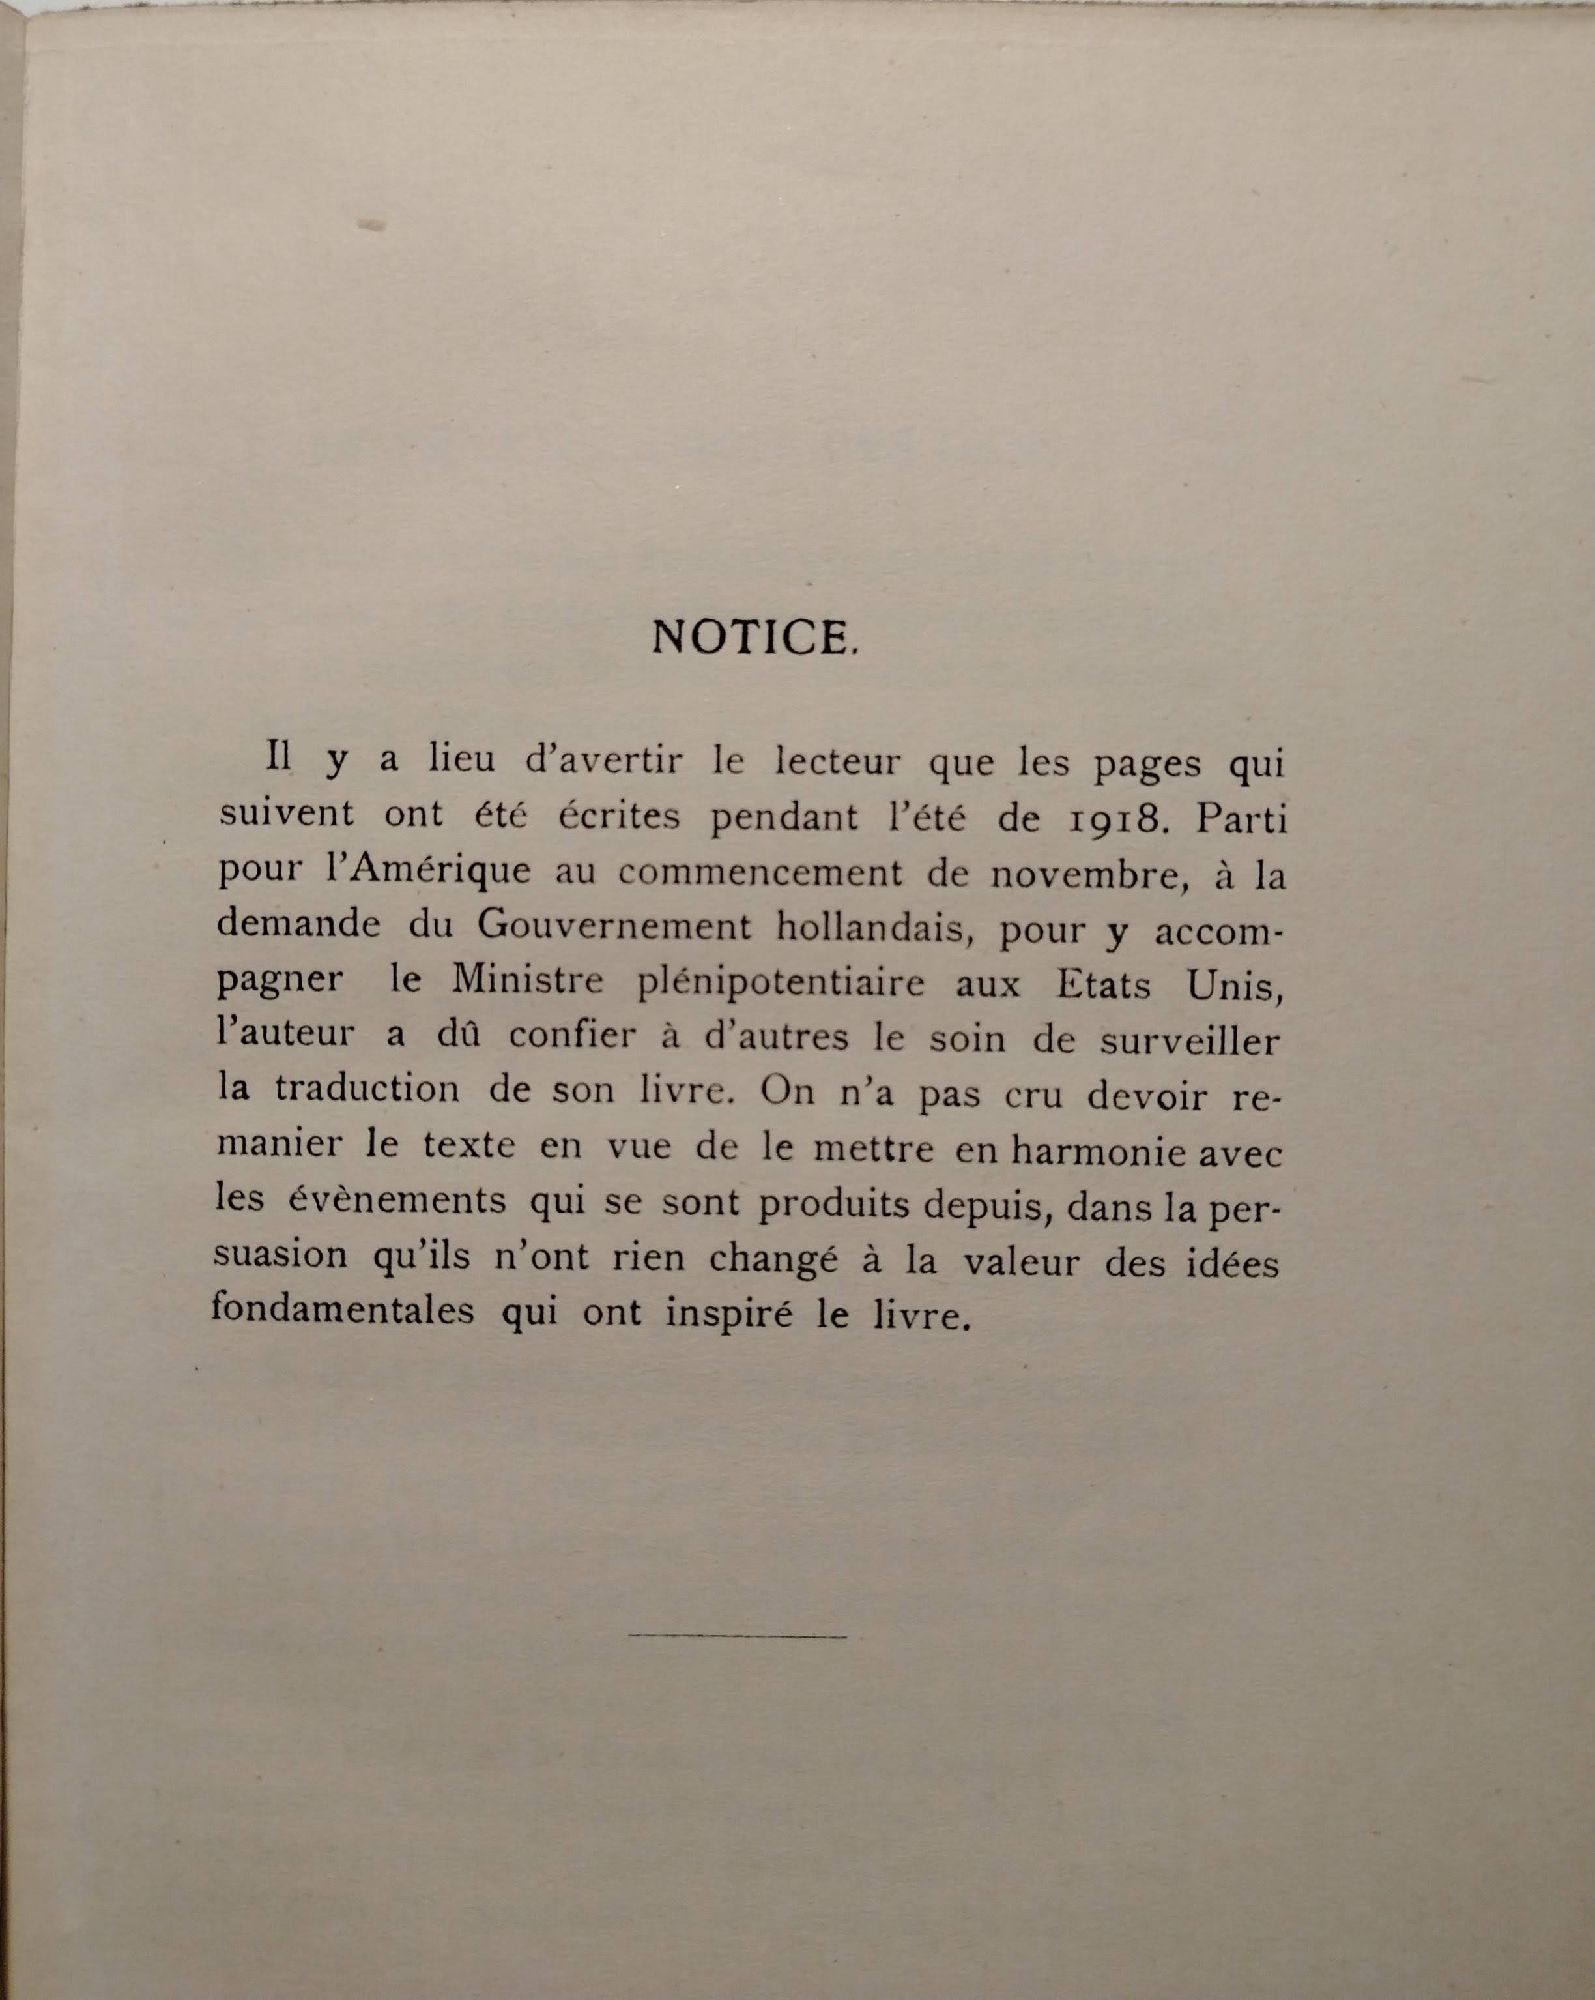 NOTICE.
Il y a lieu d'avertir le lecteur que les pages qui
suivent ont été écrites pendant l'été de 1918. Parti
pour l'Amérique au commencement de novembre, à la
demande du Gouvernement hollandais, pour y accom-
pagner le Ministre plénipotentiaire aux Etats Unis,
l'auteur a dû confier à d'autres le soin de surveiller
la traduction de son livre. On n'a pas cru devoir re-
manier le texte en vue de le mettre en harmonie avec
les évènements qui se sont produits depuis, dans la per-
suasion qu'ils n'ont rien changé à la valeur des idées
fondamentales qui ont inspiré le livre.